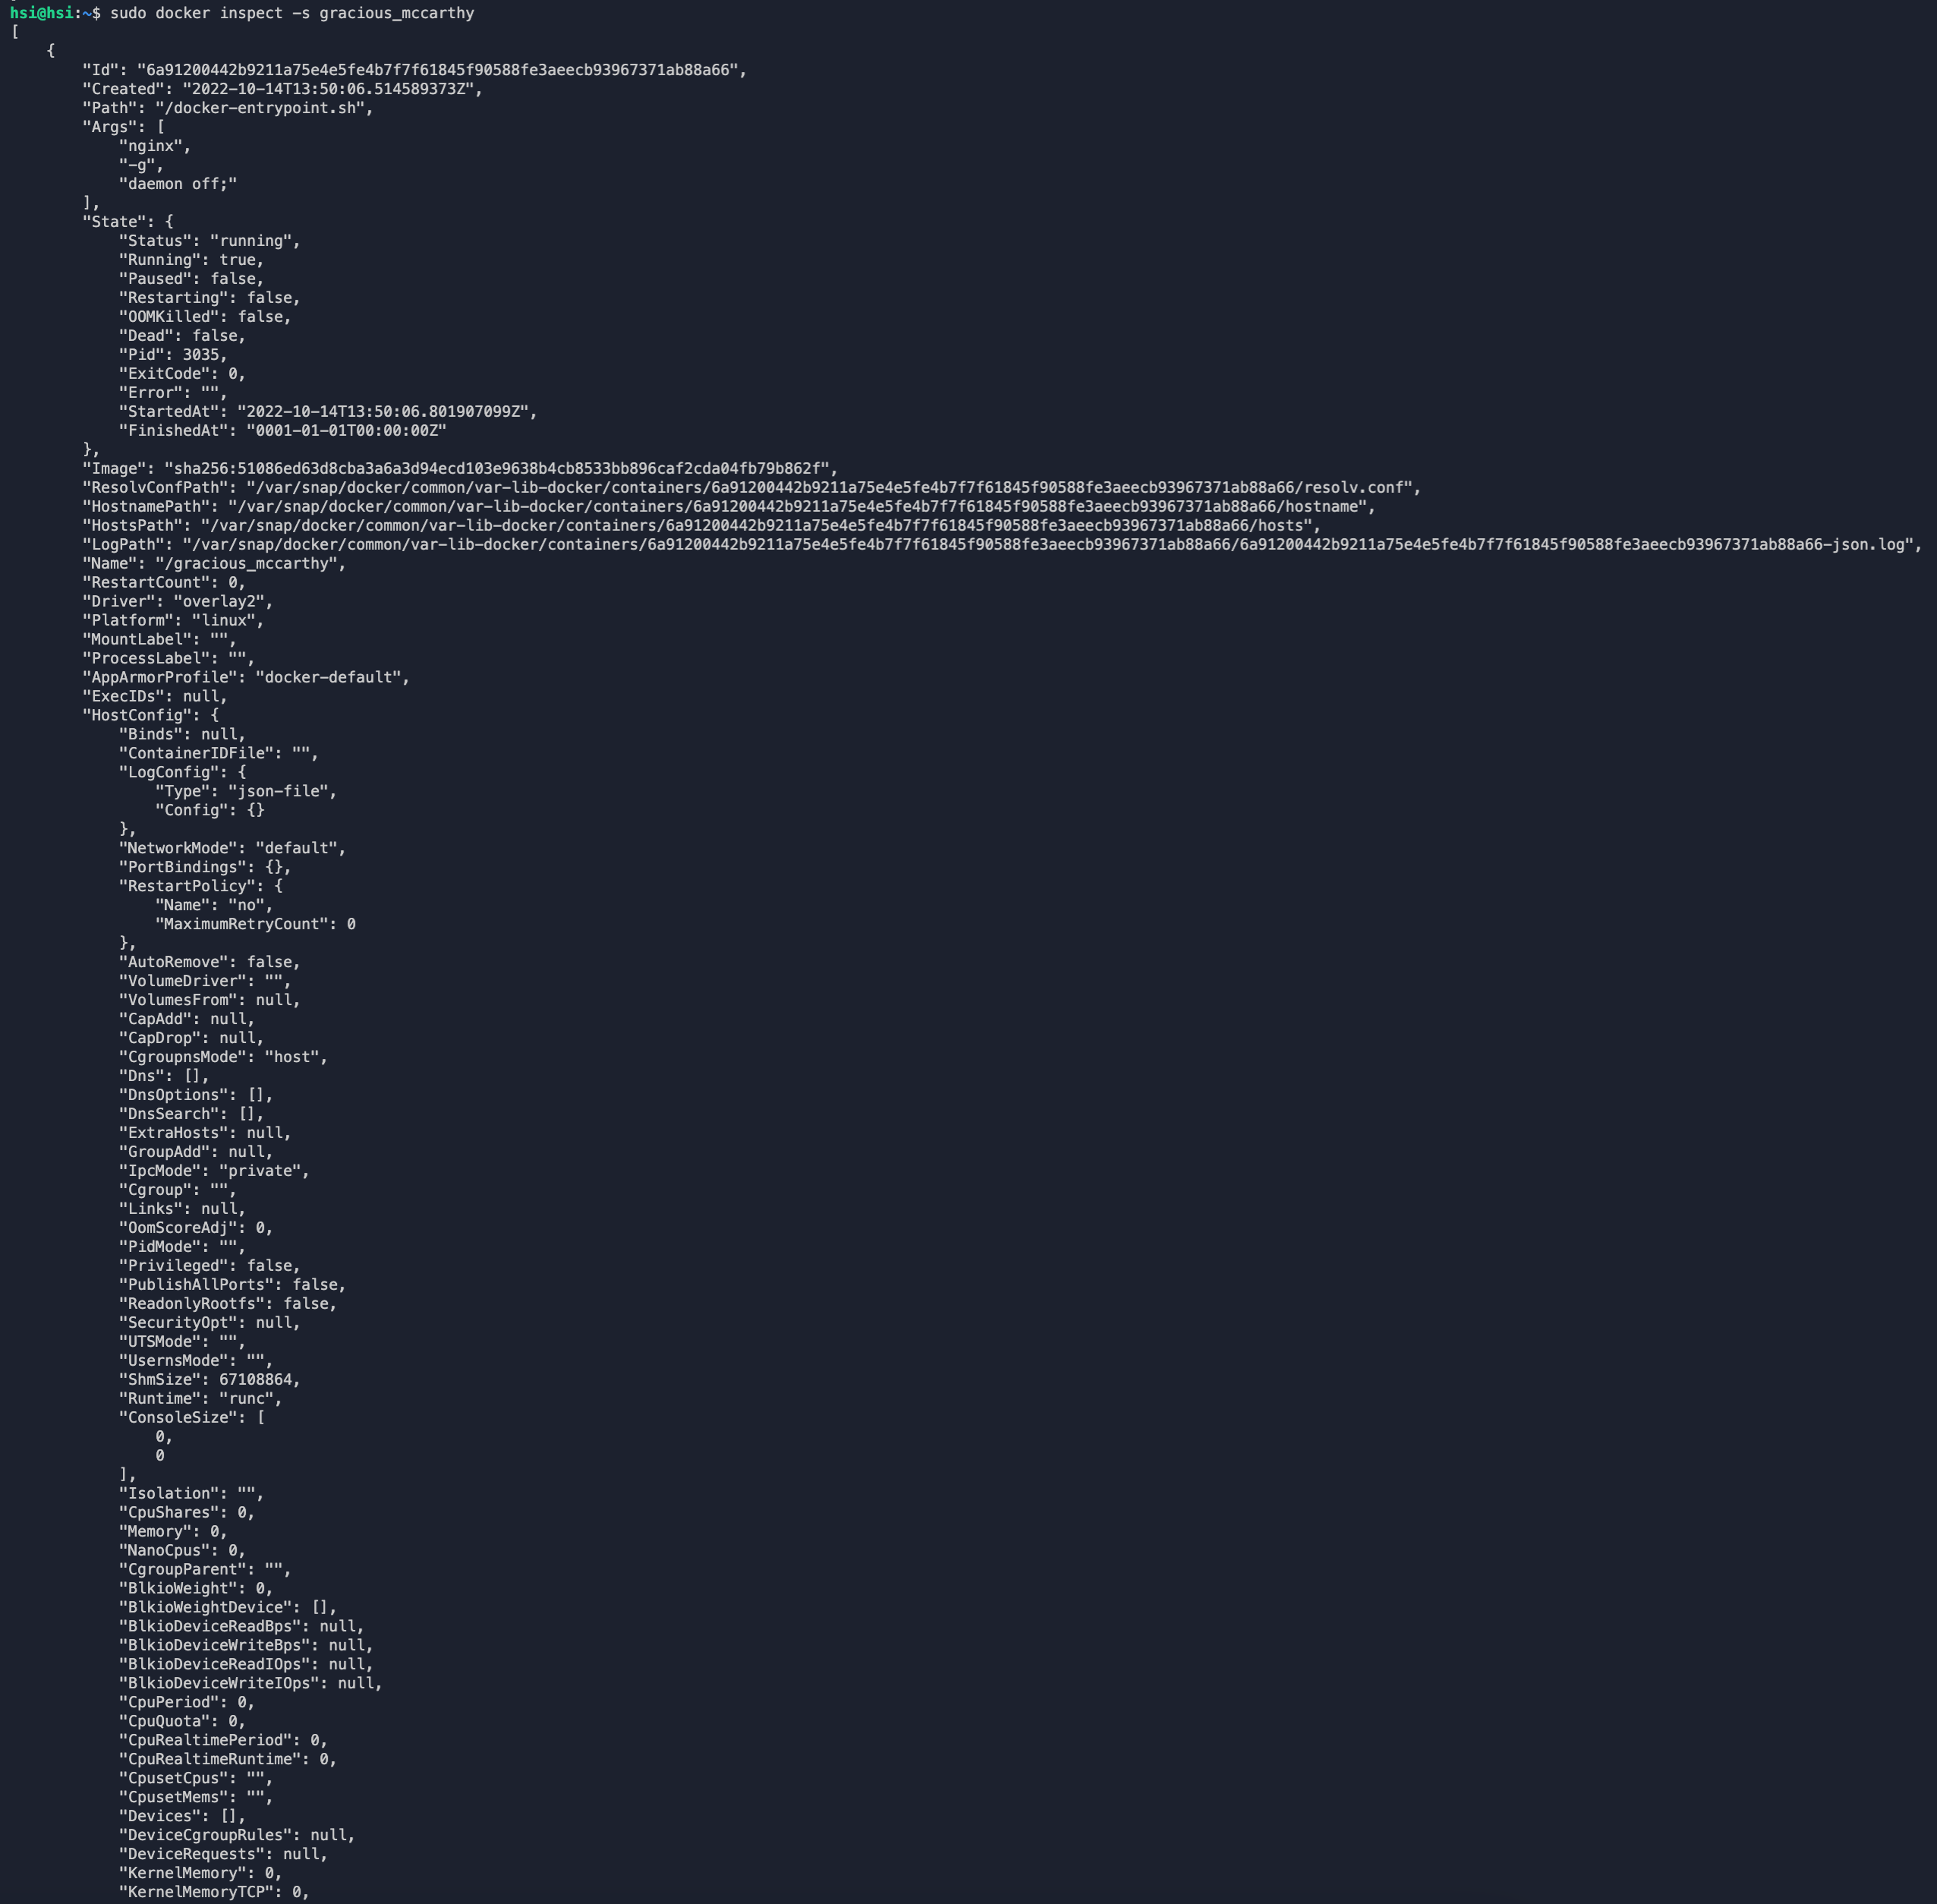 hsi@hsi:~$ sudo docker inspect -s gracious_mccarthy
[
    {
        "Id": "6a91200442b9211a75e4e5fe4b7f7f61845f90588fe3aeecb93967371ab88a66",
        "Created": "2022-10-14T13:50:06.514589373Z",
        "Path": "/docker-entrypoint.sh",
        "Args": [
            "nginx",
            "-g",
            "daemon off;"
        ],
        "State": {
            "Status": "running",
            "Running": true,
            "Paused": false,
            "Restarting": false,
            "OOMKilled": false,
            "Dead": false,
            "Pid": 3035,
            "ExitCode": 0,
            "Error": "",
            "StartedAt": "2022-10-14T13:50:06.801907099Z",
            "FinishedAt": "0001-01-01T00:00:00Z"
        },
        "Image": "sha256:51086ed63d8cba3a6a3d94ecd103e9638b4cb8533bb896caf2cda04fb79b862f",
        "ResolvConfPath": "/var/snap/docker/common/var-lib-docker/containers/6a91200442b9211a75e4e5fe4b7f7f61845f90588fe3aeecb93967371ab88a66/resolv.conf",
        "HostnamePath": "/var/snap/docker/common/var-lib-docker/containers/6a91200442b9211a75e4e5fe4b7f7f61845f90588fe3aeecb93967371ab88a66/hostname",
        "HostsPath": "/var/snap/docker/common/var-lib-docker/containers/6a91200442b9211a75e4e5fe4b7f7f61845f90588fe3aeecb93967371ab88a66/hosts",
        "LogPath": "/var/snap/docker/common/var-lib-docker/containers/6a91200442b9211a75e4e5fe4b7f7f61845f90588fe3aeecb93967371ab88a66/6a91200442b9211a75e4e5fe4b7f7f61845f90588fe3aeecb93967371ab88a66-json.log",
        "Name": "/gracious_mccarthy",
        "RestartCount": 0,
        "Driver": "overlay2",
        "Platform": "linux",
        "MountLabel": "",
        "ProcessLabel": "",
        "AppArmorProfile": "docker-default",
        "ExecIDs": null,
        "HostConfig": {
            "Binds": null,
            "ContainerIDFile": "",
            "LogConfig": {
                "Type": "json-file",
                "Config": {}
            },
            "NetworkMode": "default",
            "PortBindings": {},
            "RestartPolicy": {
                "Name": "no",
                "MaximumRetryCount": 0
            },
            "AutoRemove": false,
            "VolumeDriver": "",
            "VolumesFrom": null,
            "CapAdd": null,
            "CapDrop": null,
            "CgroupnsMode": "host",
            "Dns": [],
            "DnsOptions": [],
            "DnsSearch": [],
            "ExtraHosts": null,
            "GroupAdd": null,
            "IpcMode": "private",
            "Cgroup": "",
            "Links": null,
            "OomScoreAdj": 0,
            "PidMode": "",
            "Privileged": false,
            "PublishAllPorts": false,
            "ReadonlyRootfs": false,
            "SecurityOpt": null,
            "UTSMode": "",
            "UsernsMode": "",
            "ShmSize": 67108864,
            "Runtime": "runc",
            "ConsoleSize": [
                0,
                0
            ],
            "Isolation": "",
            "CpuShares": 0,
            "Memory": 0,
            "NanoCpus": 0,
            "CgroupParent": "",
            "BlkioWeight": 0,
            "BlkioWeightDevice": [],
            "BlkioDeviceReadBps": null,
            "BlkioDeviceWriteBps": null,
            "BlkioDeviceReadIOps": null,
            "BlkioDeviceWriteIOps": null,
            "CpuPeriod": 0,
            "CpuQuota": 0,
            "CpuRealtimePeriod": 0,
            "CpuRealtimeRuntime": 0,
            "CpusetCpus": "",
            "CpusetMems": "",
            "Devices": [],
            "DeviceCgroupRules": null,
            "DeviceRequests": null,
            "KernelMemory": 0,
            "KernelMemoryTCP": 0,